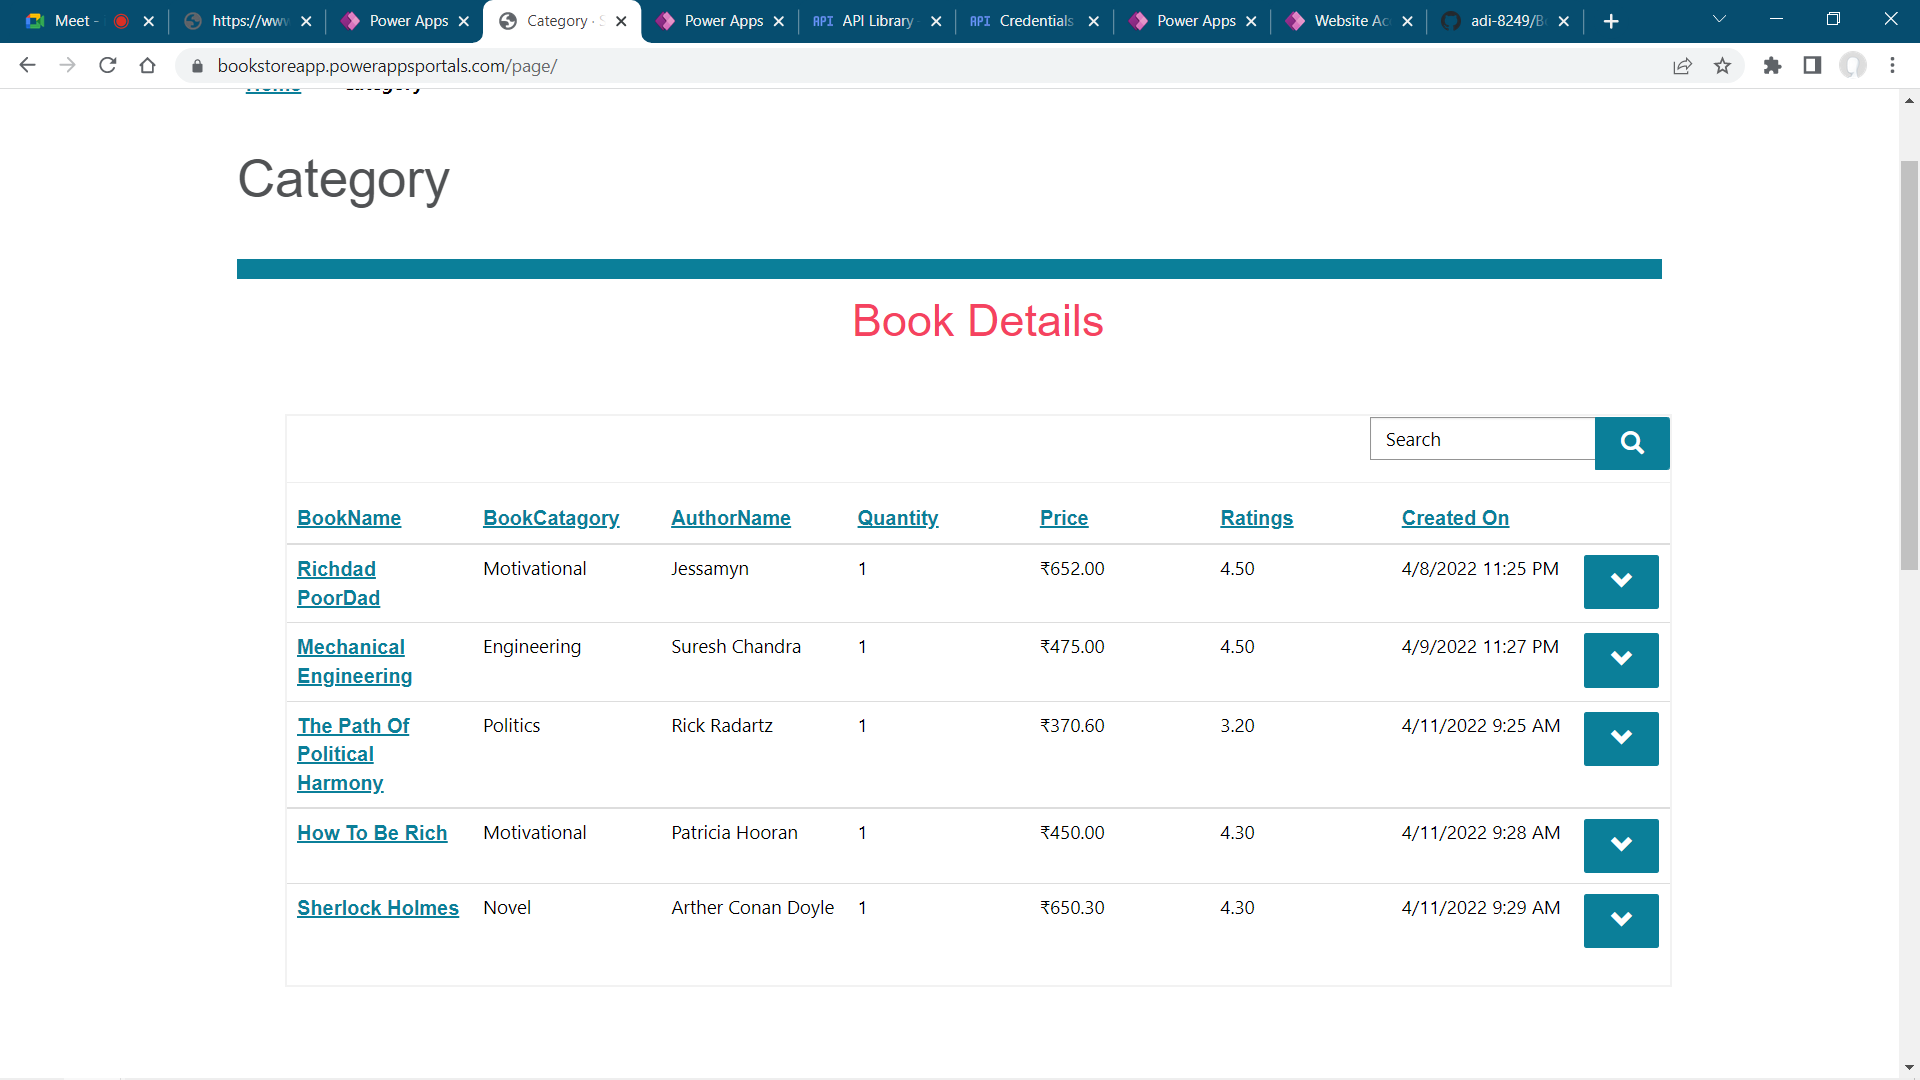 Meet -
https://www
Power Apps
Category · S
Power Apps
API API Library
API Credentials
Power Apps
Website Ac
adi-8249/B
bookstoreapp.powerappsportals.com/page/
Home Category
Category
Book Details
Search
BookName BookCatagory AuthorName Quantity Price Ratings Created On
Richdad PoorDad Motivational Jessamyn 1 ₹652.00 4.50 4/8/2022 11:25 PM
Mechanical Engineering Engineering Suresh Chandra 1 ₹475.00 4.50 4/9/2022 11:27 PM
The Path Of Political Harmony Politics Rick Radartz 1 ₹370.60 3.20 4/11/2022 9:25 AM
How To Be Rich Motivational Patricia Hooran 1 ₹450.00 4.30 4/11/2022 9:28 AM
Sherlock Holmes Novel Arther Conan Doyle 1 ₹650.30 4.30 4/11/2022 9:29 AM